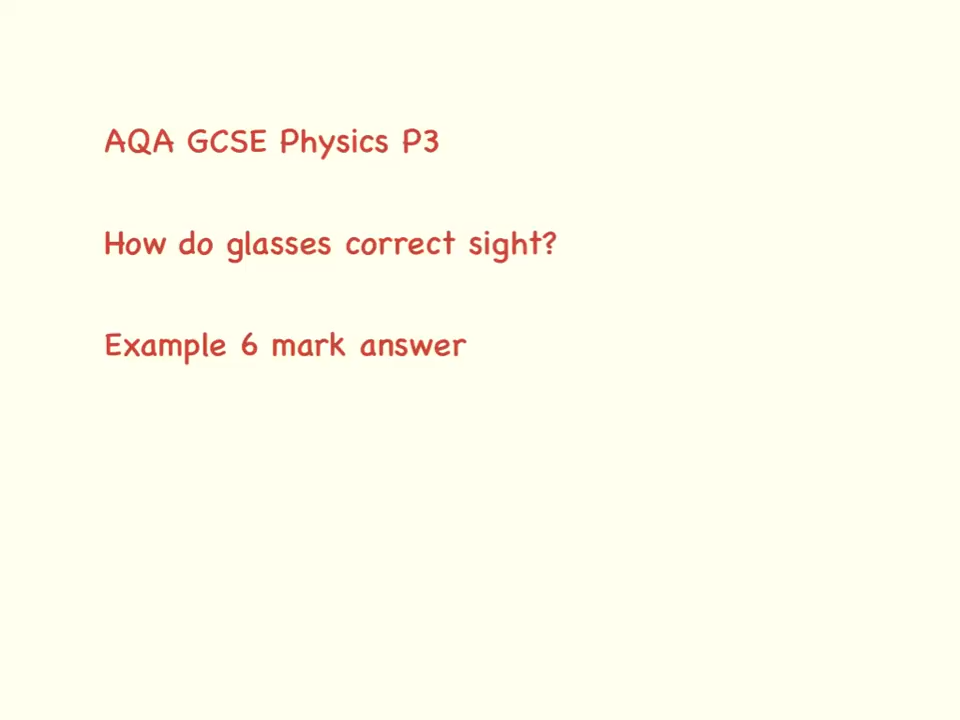 AQA GCSE Physics P3
How do glasses correct sight?
Example 6 mark answer